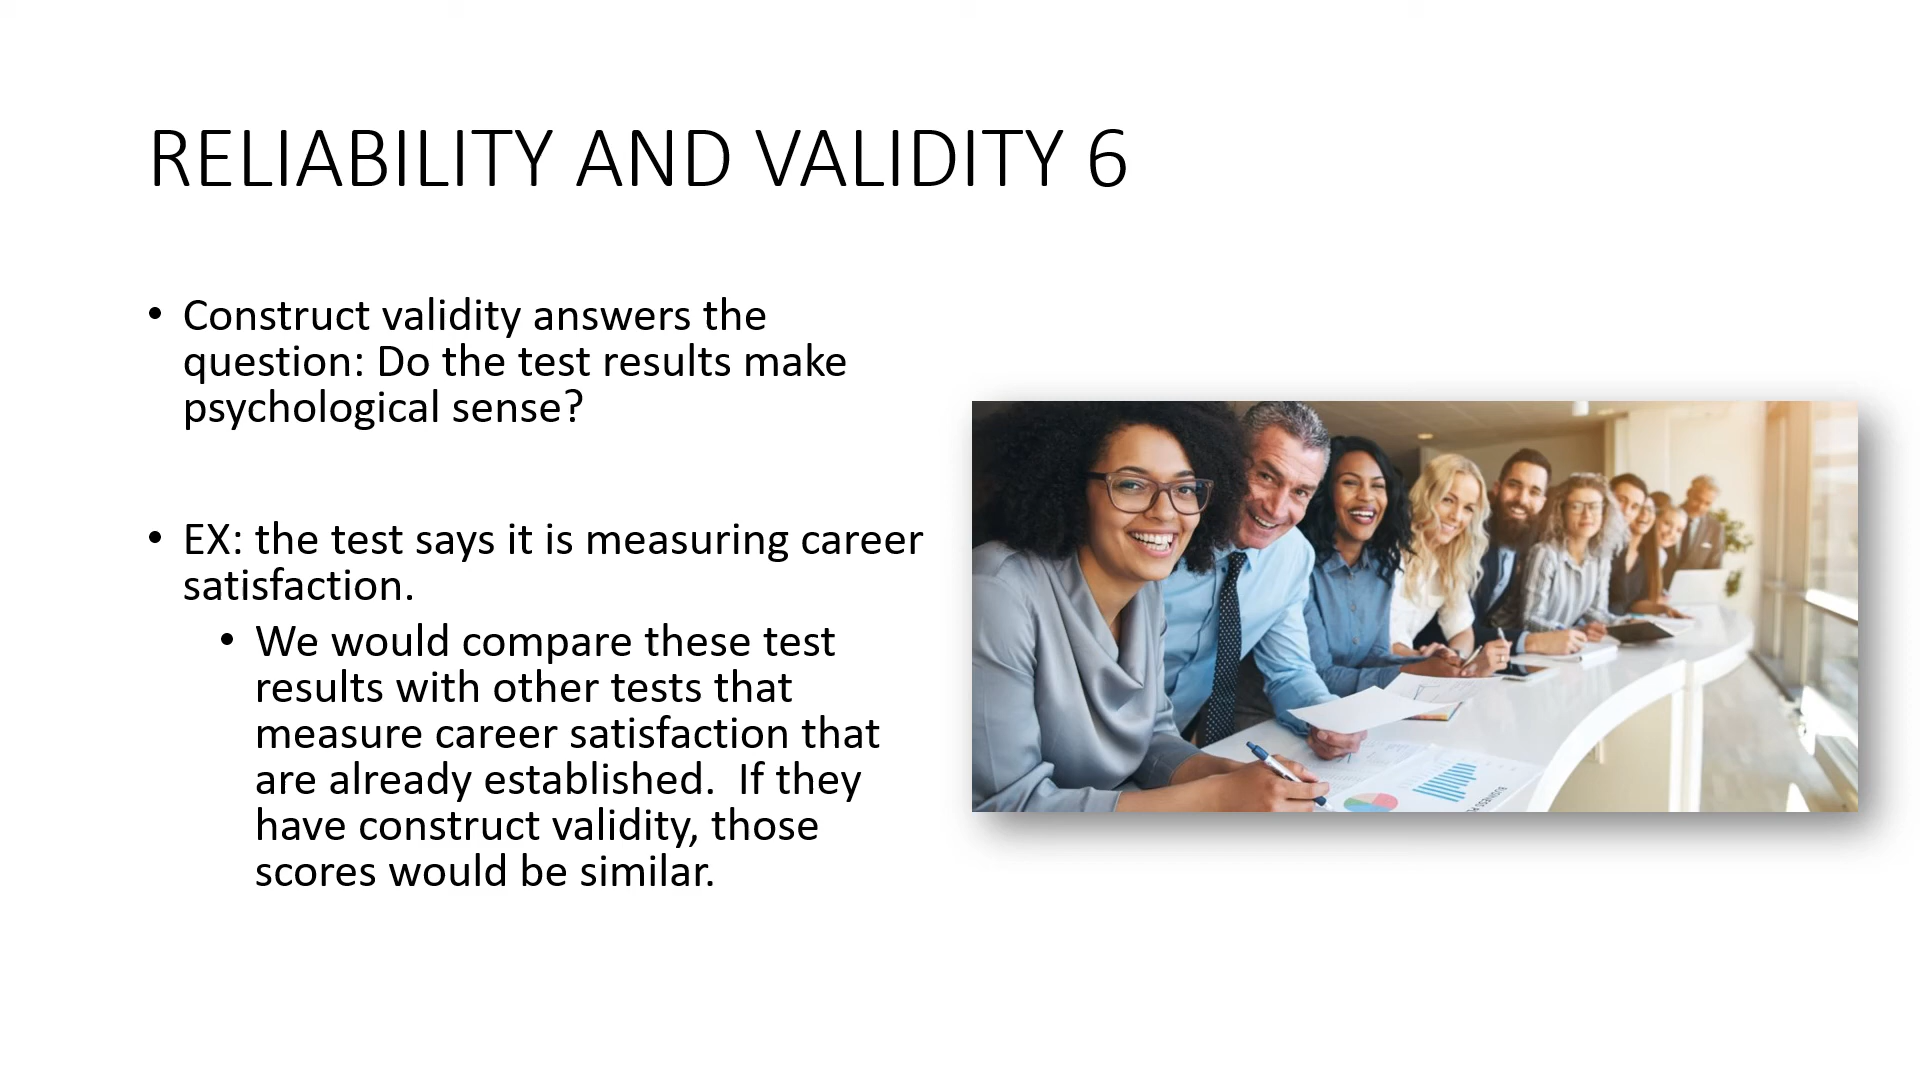 RELIABILITY AND VALIDITY 6
• Construct validity answers the
question: Do the test results make
psychological sense?
• EX: the test says it is measuring career
satisfaction.
• We would compare these test
results with other tests that
measure career satisfaction that
are already established.  If they
have construct validity, those
scores would be similar.